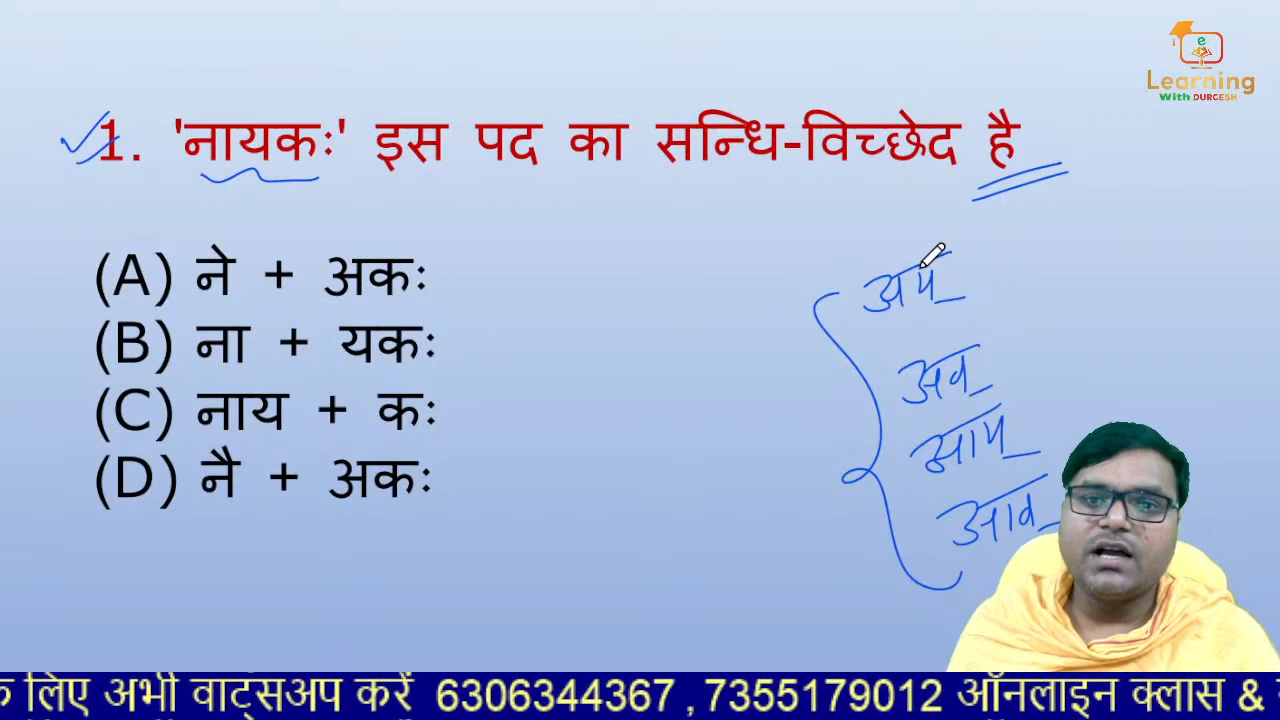 e
Learning
With DURGESH
1. 'नायकः' इस पद का सन्धि-विच्छेद है
(A) ने + अकः
(B) ना + यकः
(C) नाय + कः
(D) नै + अकः
अय्
अव्
आय्
आव्
के लिए अभी वाट्सअप करें 6306344367 , 7355179012 ऑनलाइन क्लास &